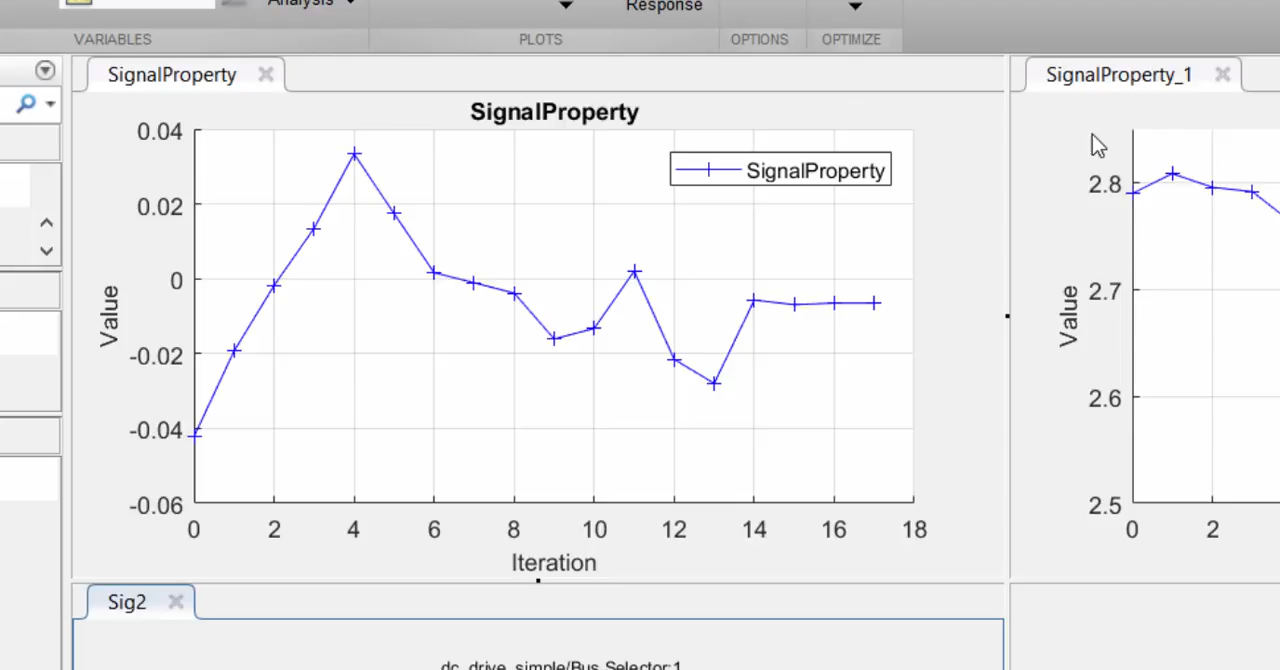 Analysis
Response
VARIABLES
PLOTS
OPTIONS
OPTIMIZE
SignalProperty
SignalProperty
SignalProperty
Value
0.04
0.02
0
-0.02
-0.04
-0.06
0 2 4 6 8 10 12 14 16 18
Iteration
SignalProperty_1
Value
2.8
2.7
2.6
2.5
0 2
Sig2
dc_drive_simple/Bus Selector:1